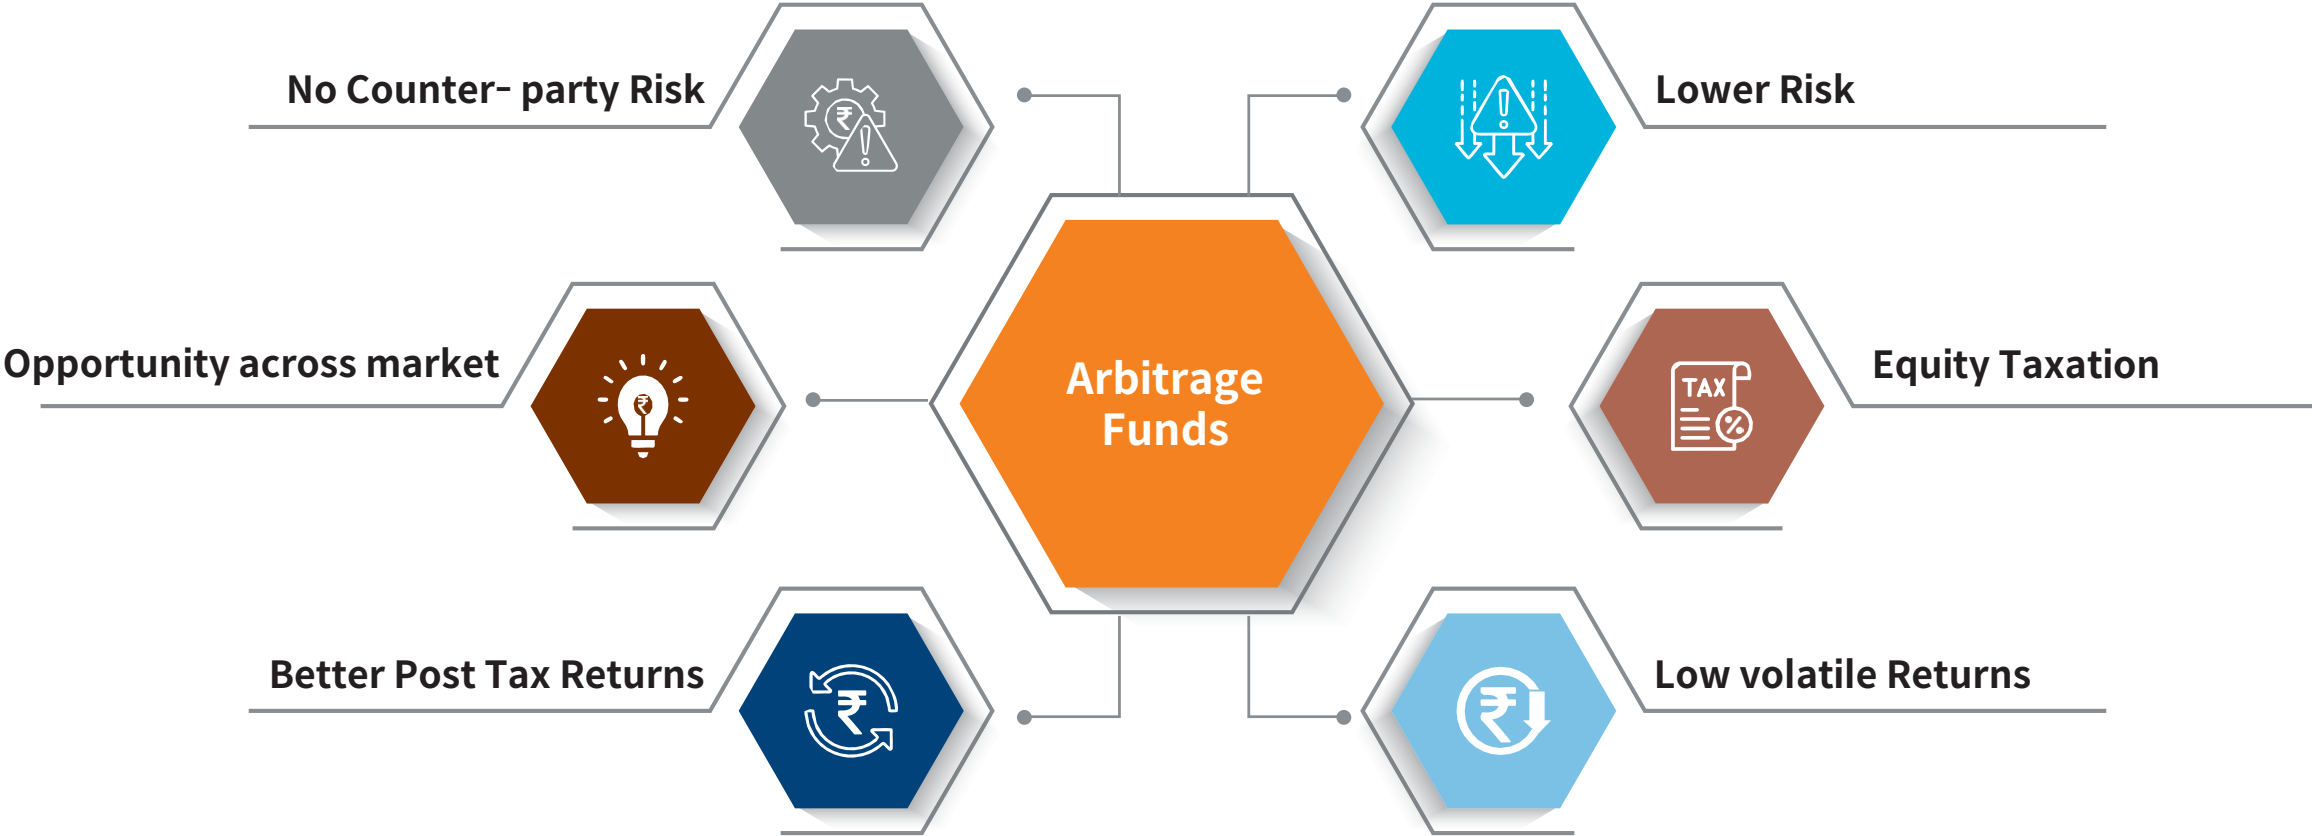 No Counter- party Risk
Lower Risk
Opportunity across market
Arbitrage
Funds
TAX
%
Equity Taxation
Better Post Tax Returns
₹
Low volatile Returns
₹
₹
₹